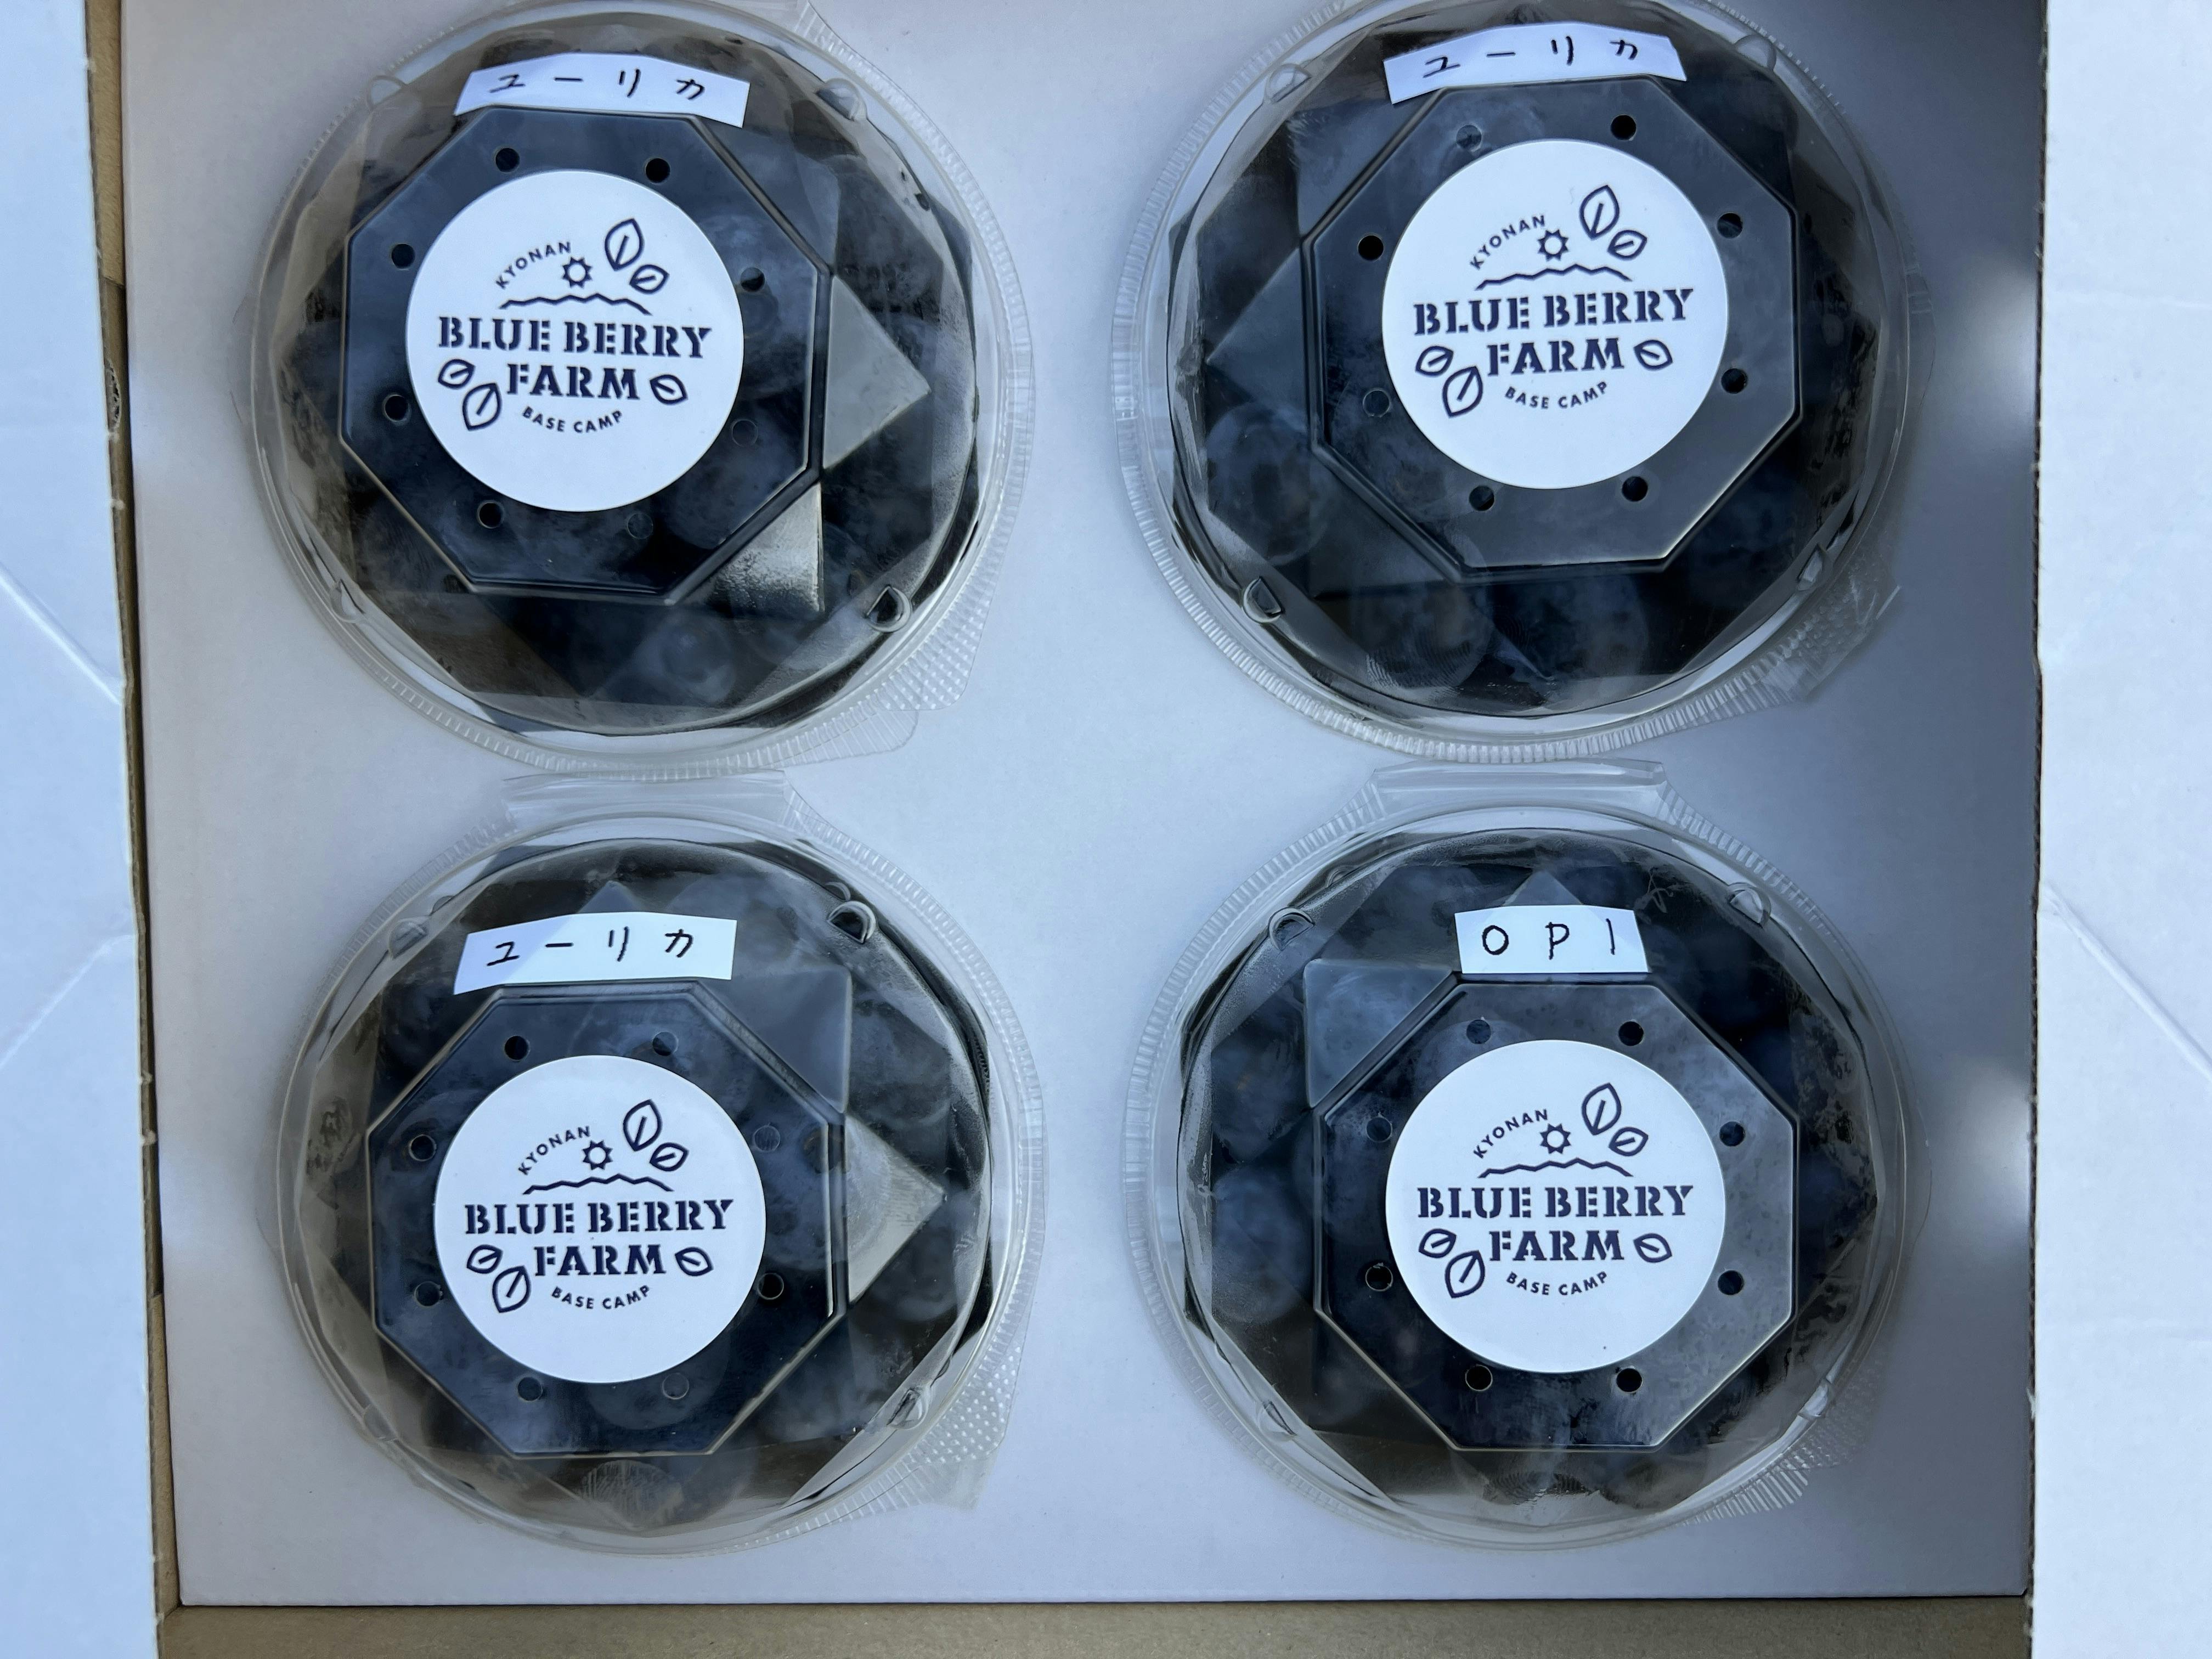 ユーリカ
KYONAN
BLUE BERRY
FARM
BASE CAMP
ユーリカ
KYONAN
BLUE BERRY
FARM
BASE CAMP
ユーリカ
KYONAN
BLUE BERRY
FARM
BASE CAMP
OPI
KYONAN
BLUE BERRY
FARM
BASE CAMP